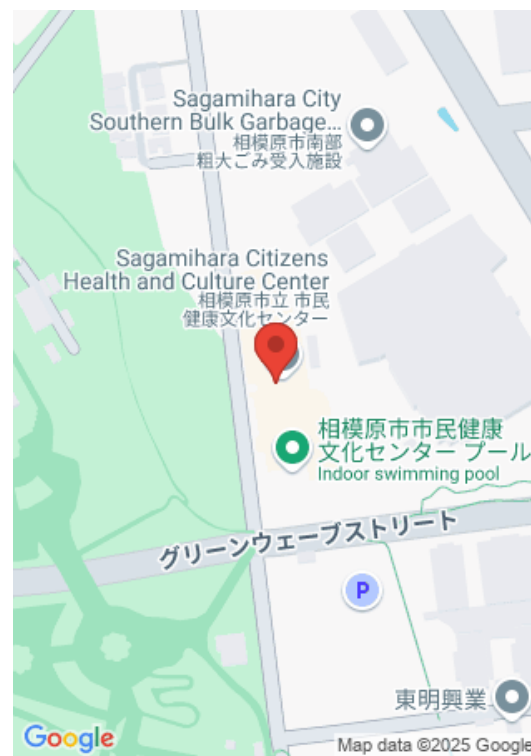 Sagamihara City
Southern Bulk Garbage...
相模原市南部
粗大ごみ受入施設
Sagamihara Citizens
Health and Culture Center
相模原市立 市民
健康文化センター
相模原市市民健康
文化センター プール
Indoor swimming pool
グリーンウェーブストリート
P
東明興業
Google
Map data ©2025 Google